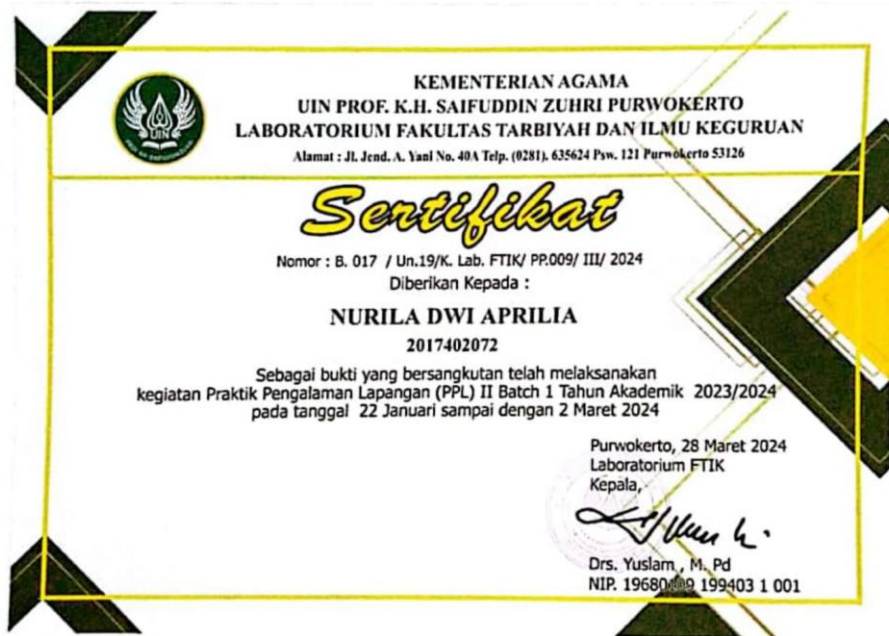 KEMENTERIAN AGAMA
UIN PROF. K.H. SAIFUDDIN ZUHRI PURWOKERTO
LABORATORIUM FAKULTAS TARBIYAH DAN ILMU KEGURUAN
Alamat : Jl. Jend. A. Yani No. 40A Telp. (0281). 635624 Psw. 121 Purwokerto 53126
UIN
Sertifikat
Nomor : B. 017 / Un.19/K. Lab. FTIK/ PP.009/ III/ 2024
Diberikan Kepada :
NURILA DWI APRILIA
2017402072
Sebagai bukti yang bersangkutan telah melaksanakan
kegiatan Praktik Pengalaman Lapangan (PPL) II Batch 1 Tahun Akademik 2023/2024
pada tanggal 22 Januari sampai dengan 2 Maret 2024
Purwokerto, 28 Maret 2024
Laboratorium FTIK
Kepala,
Drs. Yuslam , M. Pd
NIP. 199403 1 001